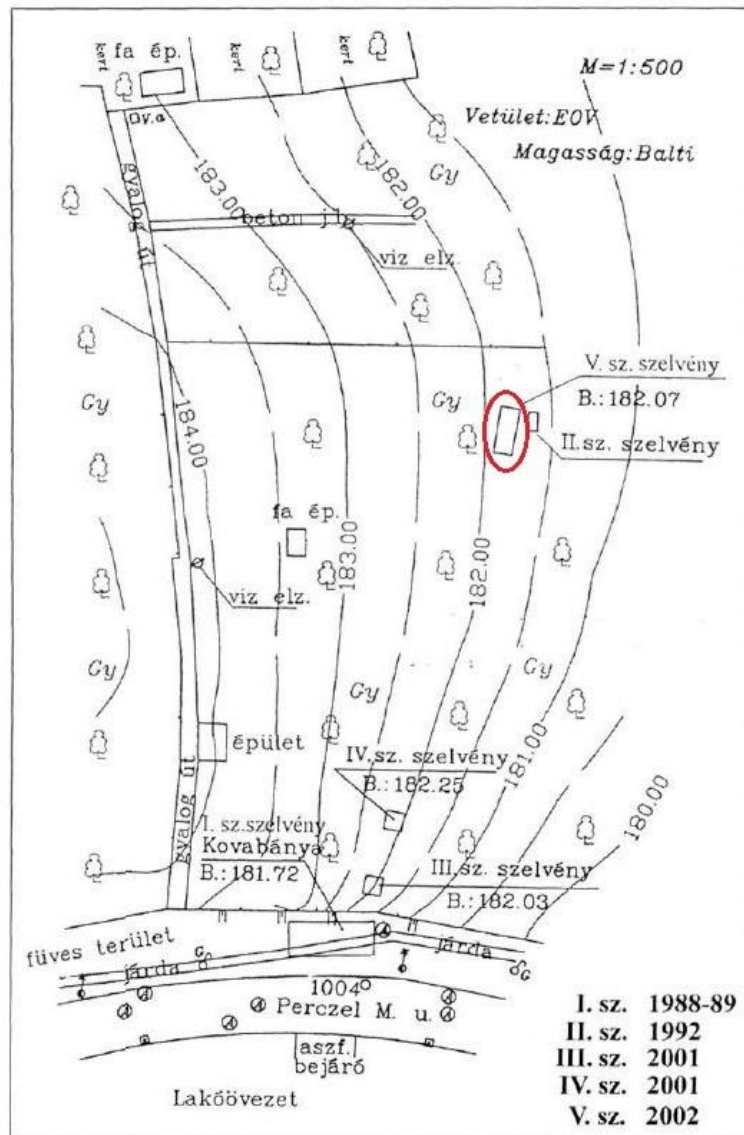 kert
fa ép.
kert
kert
M=1:500
Vetület:EOV
Magasság:Balti
Gy
gyalog út
183.00
182.00
viz elz.
V. sz. szelvény
B.:182.07
II.sz. szelvény
Gy
Gy
184.00
fa ép.
183.00
182.00
viz elz.
Gy
Gy
Gy
épület
IV.sz. szelvény
B.:182.25
181.00
180.00
gyalog út
I. sz.szelvény
Kovabánya
B.:181.72
III.sz. szelvény
B.:182.03
füves terület
járda
járda
1004
Perczel M. u.
aszf.
bejáró
Lakóövezet
I. sz. 1988-89
II. sz. 1992
III. sz. 2001
IV. sz. 2001
V. sz. 2002